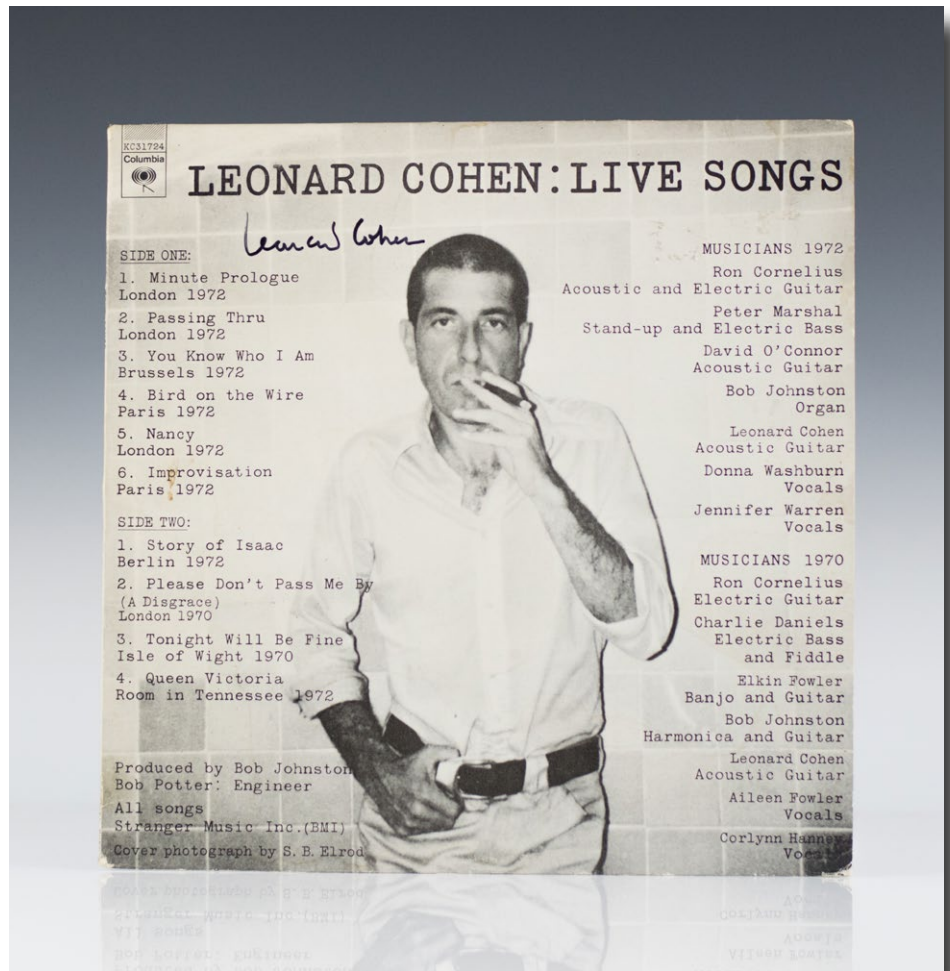 KC31724
Columbia
LEONARD COHEN: LIVE SONGS
Leonard Cohen
SIDE ONE:
1. Minute Prologue
London 1972
2. Passing Thru
London 1972
3. You Know Who I Am
Brussels 1972
4. Bird on the Wire
Paris 1972
5. Nancy
London 1972
6. Improvisation
Paris 1972
SIDE TWO:
1. Story of Isaac
Berlin 1972
2. Please Don't Pass Me By
(A Disgrace)
London 1970
3. Tonight Will Be Fine
Isle of Wight 1970
4. Queen Victoria
Room in Tennessee 1972
Produced by Bob Johnston
Bob Potter: Engineer
All songs
Stranger Music Inc.(BMI)
Cover photograph by S. B. Elrod
MUSICIANS 1972
Ron Cornelius
Acoustic and Electric Guitar
Peter Marshal
Stand-up and Electric Bass
David O'Connor
Acoustic Guitar
Bob Johnston
Organ
Leonard Cohen
Acoustic Guitar
Donna Washburn
Vocals
Jennifer Warren
Vocals
MUSICIANS 1970
Ron Cornelius
Electric Guitar
Charlie Daniels
Electric Bass
and Fiddle
Elkin Fowler
Banjo and Guitar
Bob Johnston
Harmonica and Guitar
Leonard Cohen
Acoustic Guitar
Aileen Fowler
Vocals
Corlynn Hanney
Vocals